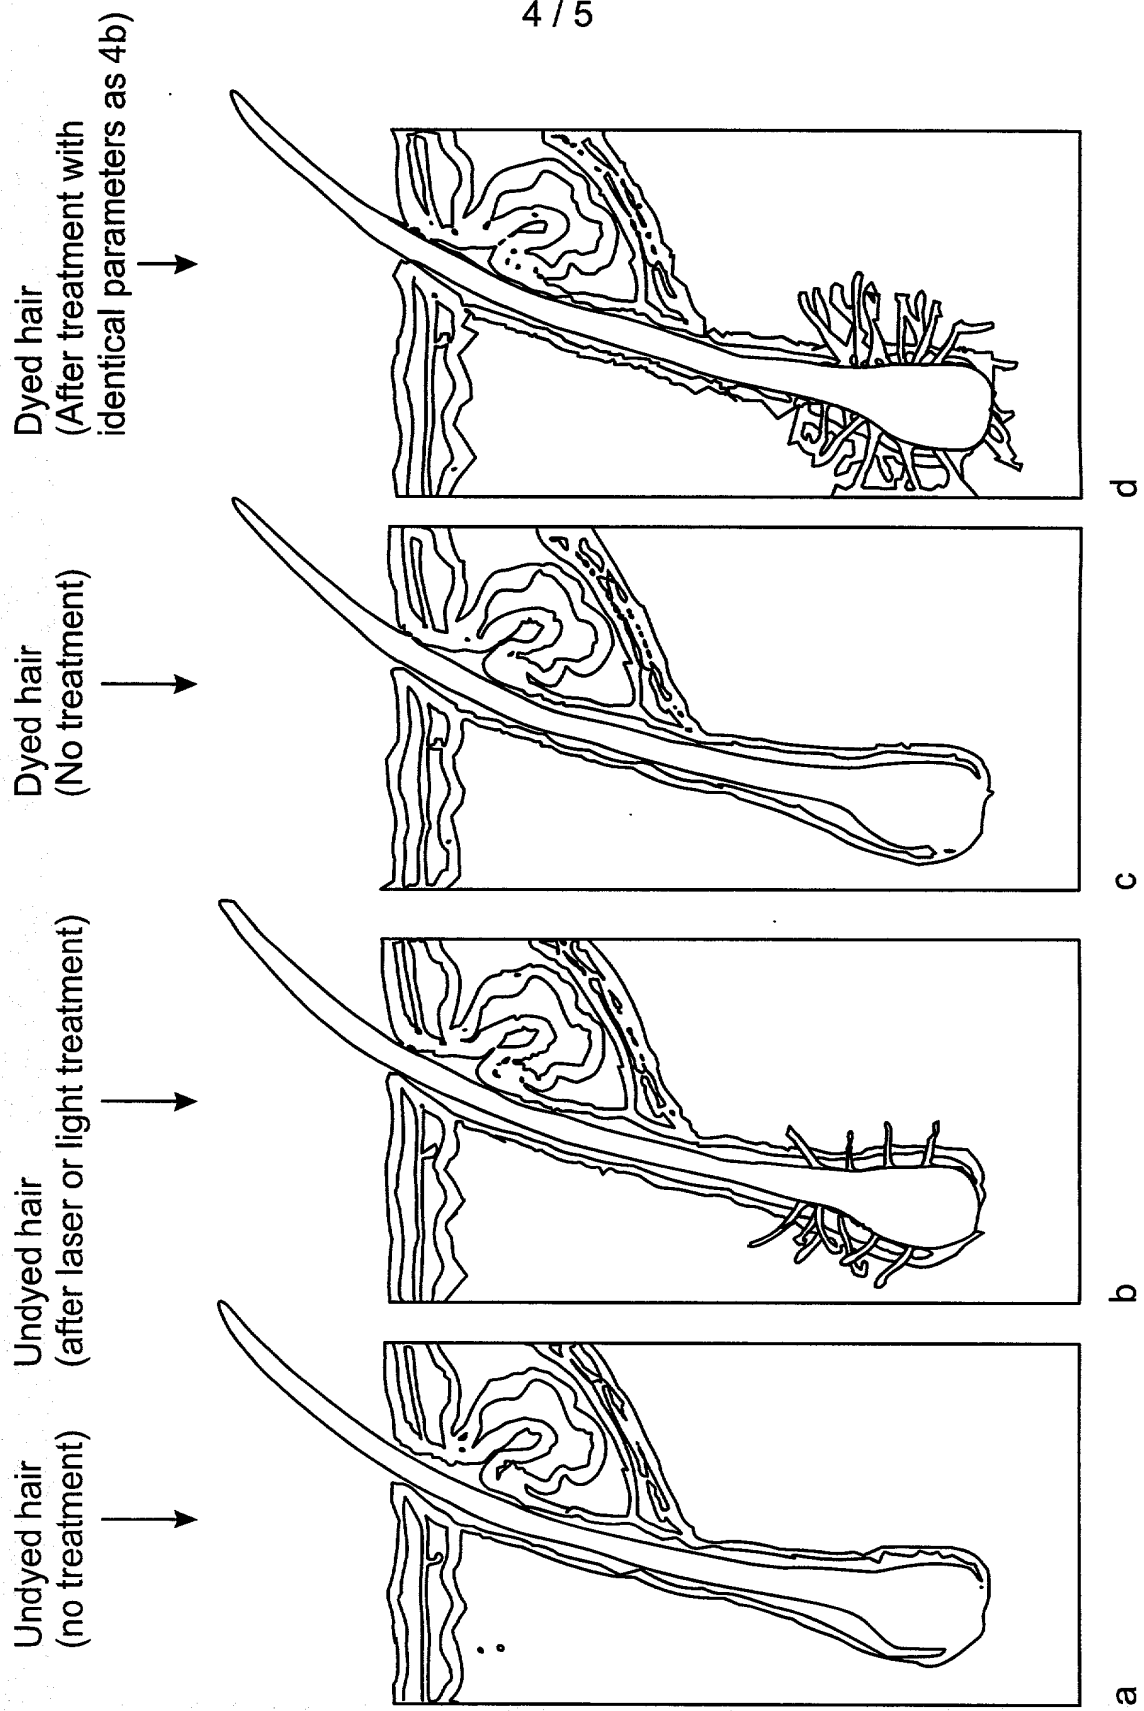 4 / 5
Undyed hair
(no treatment)
Undyed hair
(after laser or light treatment)
Dyed hair
(No treatment)
Dyed hair
(After treatment with
identical parameters as 4b)
a
b
c
d